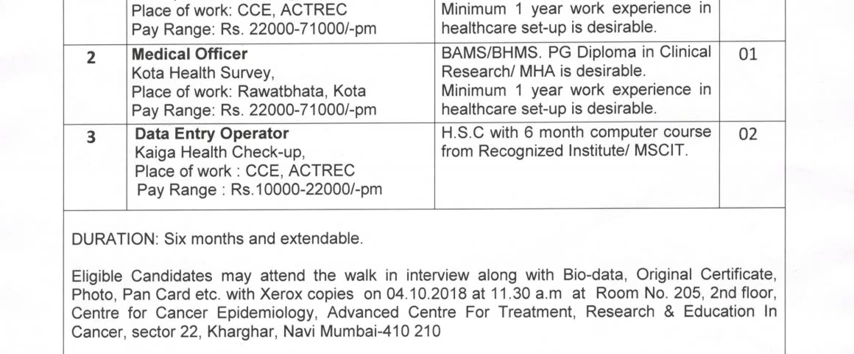 Place of work: CCE, ACTREC
Pay Range: Rs. 22000-71000/-pm
Minimum 1 year work experience in
healthcare set-up is desirable.
2
Medical Officer
Kota Health Survey,
Place of work: Rawatbhata, Kota
Pay Range: Rs. 22000-71000/-pm
BAMS/BHMS. PG Diploma in Clinical
Research/ MHA is desirable.
Minimum 1 year work experience in
healthcare set-up is desirable.
01
3
Data Entry Operator
Kaiga Health Check-up,
Place of work : CCE, ACTREC
Pay Range : Rs.10000-22000/-pm
H.S.C with 6 month computer course
from Recognized Institute/ MSCIT.
02
DURATION: Six months and extendable.
Eligible Candidates may attend the walk in interview along with Bio-data, Original Certificate,
Photo, Pan Card etc. with Xerox copies on 04.10.2018 at 11.30 a.m at Room No. 205, 2nd floor,
Centre for Cancer Epidemiology, Advanced Centre For Treatment, Research & Education In
Cancer, sector 22, Kharghar, Navi Mumbai-410 210